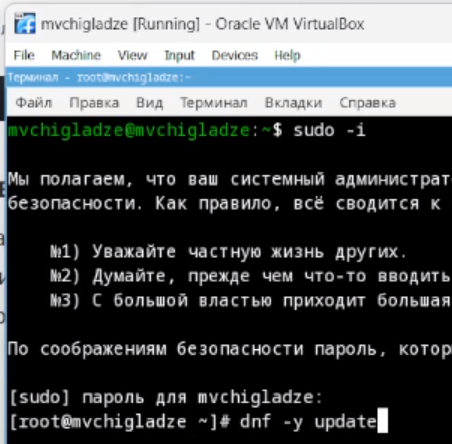 mvchigladze [Running] - Oracle VM VirtualBox
File Machine View Input Devices Help
Терминал - root@mvchigladze:~
Файл Правка Вид Терминал Вкладки Справка
mvchigladze@mvchigladze:~$ sudo -i
Мы полагаем, что ваш системный администрат
безопасности. Как правило, всё сводится к
№1) Уважайте частную жизнь других.
№2) Думайте, прежде чем что-то вводить
№3) С большой властью приходит большая
По соображениям безопасности пароль, котор
[sudo] пароль для mvchigladze:
[root@mvchigladze ~]# dnf -y update